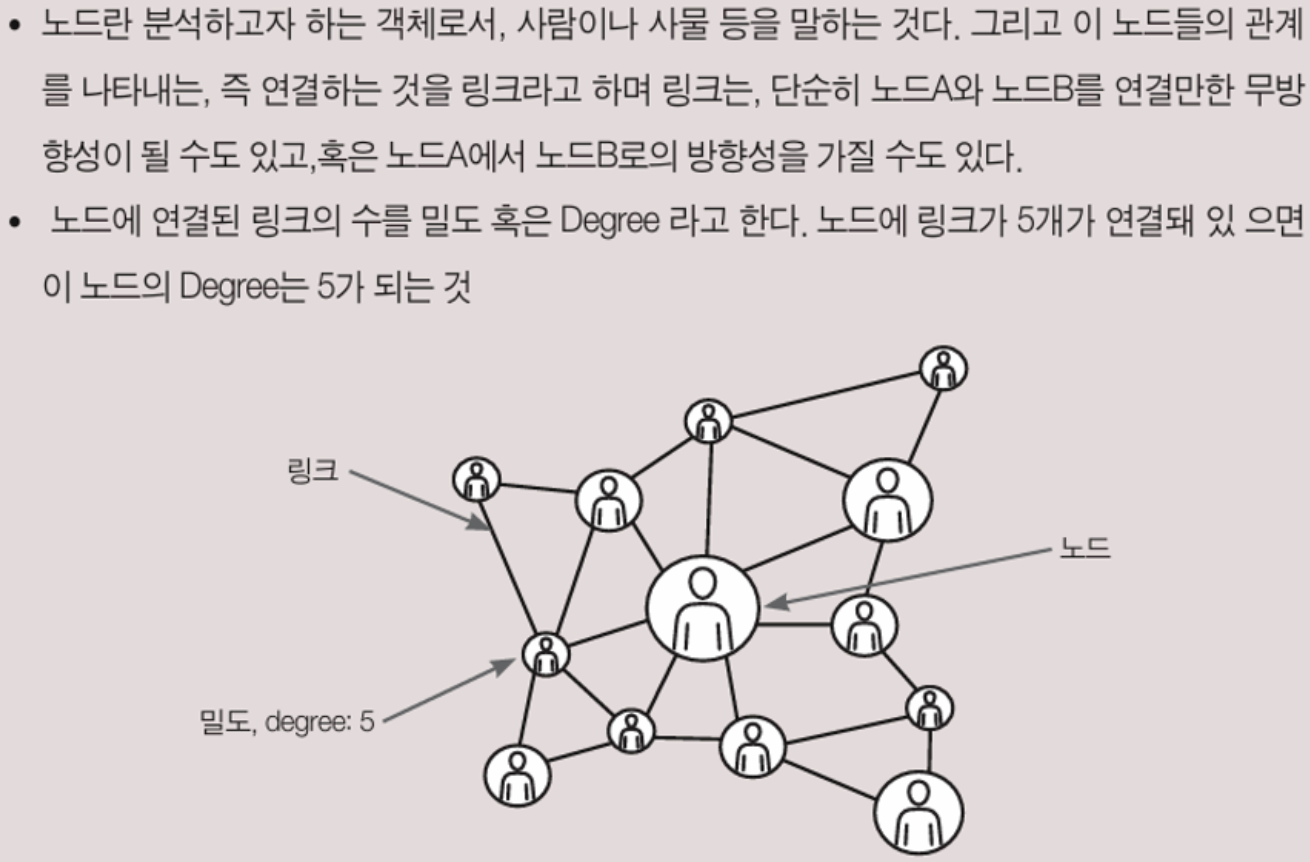 • 노드란 분석하고자 하는 객체로서, 사람이나 사물 등을 말하는 것다. 그리고 이 노드들의 관계
를 나타내는, 즉 연결하는 것을 링크라고 하며 링크는, 단순히 노드A와 노드B를 연결만한 무방
향성이 될 수도 있고,혹은 노드A에서 노드B로의 방향성을 가질 수도 있다.
• 노드에 연결된 링크의 수를 밀도 혹은 Degree 라고 한다. 노드에 링크가 5개가 연결돼 있 으면
이 노드의 Degree는 5가 되는 것
링크
노드
밀도, degree: 5